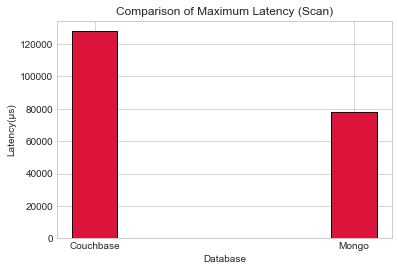 Comparison of Maximum Latency (Scan)
120000
100000
80000
60000
40000
20000
0
Latency(µs)
Couchbase
Mongo
Database